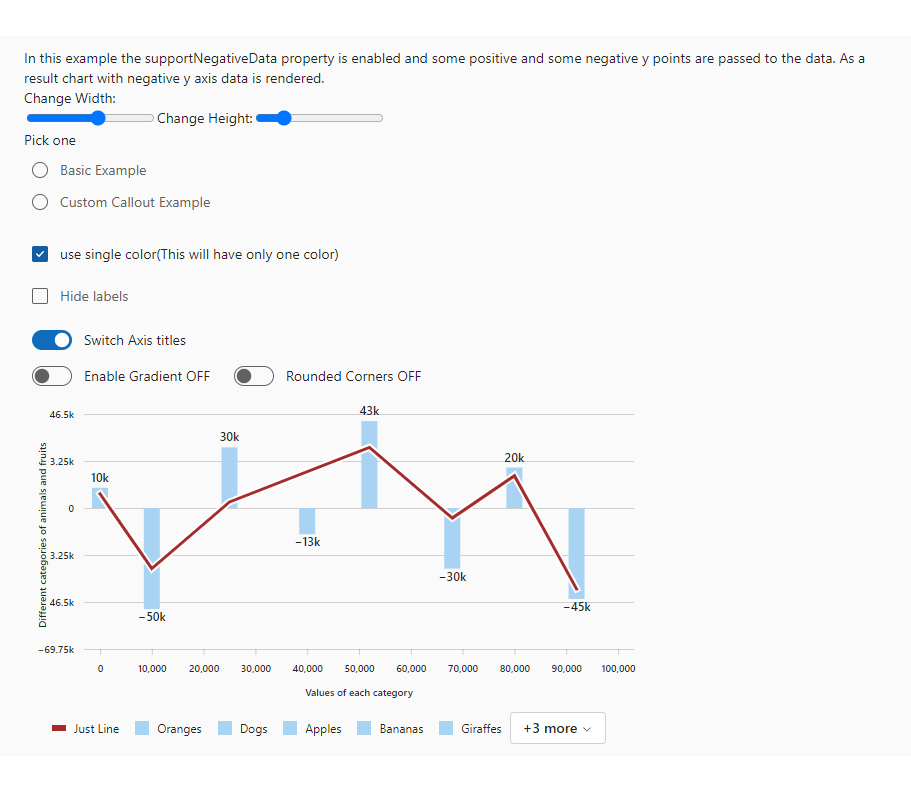 In this example the supportNegativeData property is enabled and some positive and some negative y points are passed to the data. As a
result chart with negative y axis data is rendered.
Change Width:
Change Height:
Pick one
Basic Example
Custom Callout Example
use single color(This will have only one color)
Hide labels
Switch Axis titles
Enable Gradient OFF Rounded Corners OFF
46.5k
3.25k
0
3.25k
46.5k
−69.75k
Different categories of animals and fruits
10k
−50k
30k
−13k
43k
−30k
20k
−45k
0 10,000 20,000 30,000 40,000 50,000 60,000 70,000 80,000 90,000 100,000
Values of each category
Just Line Oranges Dogs Apples Bananas Giraffes +3 more